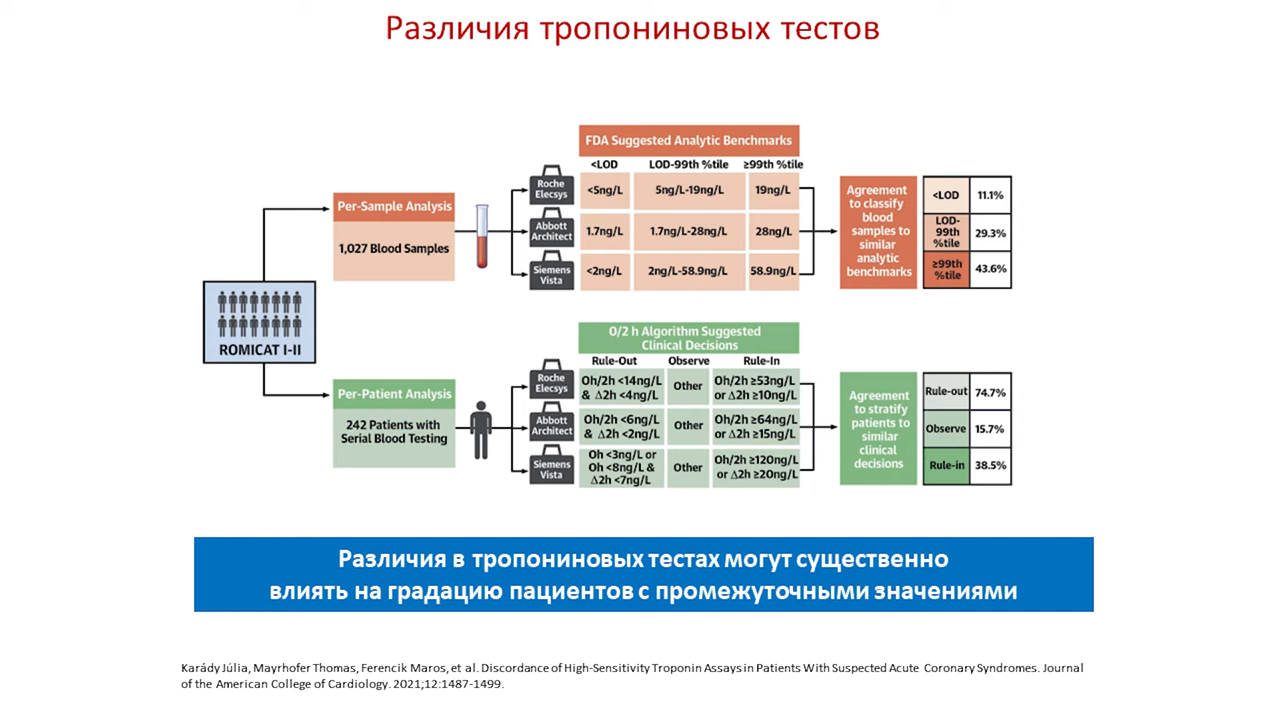 Различия тропониновых тестов
FDA Suggested Analytic Benchmarks
<LOD LOD-99th %tile ≥99th %tile
Per-Sample Analysis
1,027 Blood Samples
Roche
Elecsys
<5ng/L 5ng/L-19ng/L 19ng/L
Abbott
Architect
1.7ng/L 1.7ng/L-28ng/L 28ng/L
Siemens
Vista
<2ng/L 2ng/L-58.9ng/L 58.9ng/L
Agreement
to classify
blood
samples to
similar
analytic
benchmarks
<LOD 11.1%
LOD-
99th
%tile
29.3%
≥99th
%tile
43.6%
ROMICAT I-II
0/2 h Algorithm Suggested
Clinical Decisions
Rule-Out Observe Rule-In
Per-Patient Analysis
242 Patients with
Serial Blood Testing
Roche
Elecsys
Oh/2h <14ng/L
& Δ2h <4ng/L
Other
Oh/2h ≥53ng/L
or Δ2h ≥10ng/L
Abbott
Architect
Oh/2h <6ng/L
& Δ2h <2ng/L
Other
Oh/2h ≥64ng/L
or Δ2h ≥15ng/L
Siemens
Vista
Oh <3ng/L or
Oh <8ng/L &
Δ2h <7ng/L
Other
Oh/2h ≥120ng/L
or Δ2h ≥20ng/L
Agreement
to stratify
patients to
similar
clinical
decisions
Rule-out 74.7%
Observe 15.7%
Rule-in 38.5%
Различия в тропониновых тестах могут существенно
влиять на градацию пациентов с промежуточными значениями
Karády Júlia, Mayrhofer Thomas, Ferencik Maros, et al. Discordance of High-Sensitivity Troponin Assays in Patients With Suspected Acute Coronary Syndromes. Journal
of the American College of Cardiology. 2021;12:1487-1499.